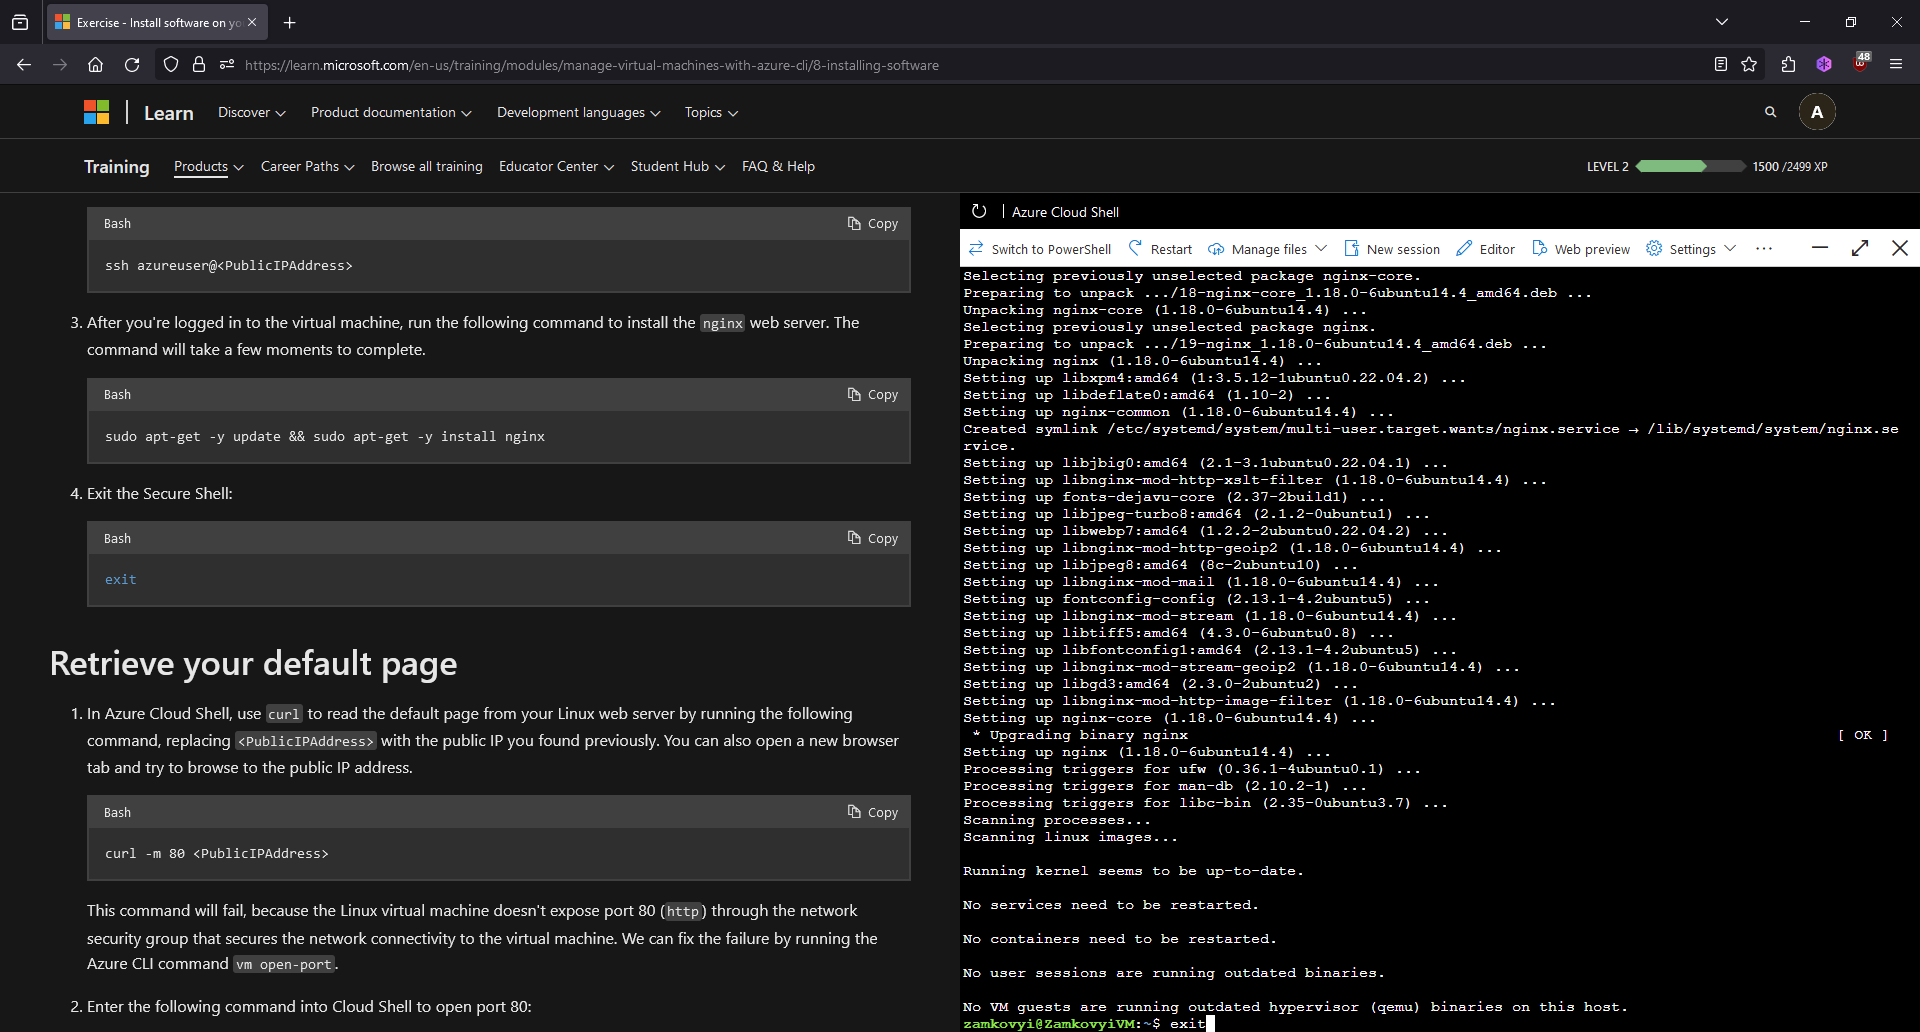 Exercise - Install software on yo
https://learn.microsoft.com/en-us/training/modules/manage-virtual-machines-with-azure-cli/8-installing-software
48
Learn
Discover
Product documentation
Development languages
Topics
A
Training
Products
Career Paths
Browse all training
Educator Center
Student Hub
FAQ & Help
LEVEL 2
1500 /2499 XP
Bash
Copy
ssh azureuser@<PublicIPAddress>
3. After you're logged in to the virtual machine, run the following command to install the nginx web server. The
command will take a few moments to complete.
Bash
Copy
sudo apt-get -y update && sudo apt-get -y install nginx
4. Exit the Secure Shell:
Bash
Copy
exit
Retrieve your default page
1. In Azure Cloud Shell, use curl to read the default page from your Linux web server by running the following
command, replacing <PublicIPAddress> with the public IP you found previously. You can also open a new browser
tab and try to browse to the public IP address.
Bash
Copy
curl -m 80 <PublicIPAddress>
This command will fail, because the Linux virtual machine doesn't expose port 80 (http) through the network
security group that secures the network connectivity to the virtual machine. We can fix the failure by running the
Azure CLI command vm open-port.
2. Enter the following command into Cloud Shell to open port 80:
Azure Cloud Shell
Switch to PowerShell
Restart
Manage files
New session
Editor
Web preview
Settings
Selecting previously unselected package nginx-core.
Preparing to unpack .../18-nginx-core_1.18.0-6ubuntu14.4_amd64.deb ...
Unpacking nginx-core (1.18.0-6ubuntu14.4) ...
Selecting previously unselected package nginx.
Preparing to unpack .../19-nginx_1.18.0-6ubuntu14.4_amd64.deb ...
Unpacking nginx (1.18.0-6ubuntu14.4) ...
Setting up libxpm4:amd64 (1:3.5.12-1ubuntu0.22.04.2) ...
Setting up libdeflate0:amd64 (1.10-2) ...
Setting up nginx-common (1.18.0-6ubuntu14.4) ...
Created symlink /etc/systemd/system/multi-user.target.wants/nginx.service → /lib/systemd/system/nginx.se
rvice.
Setting up libjbig0:amd64 (2.1-3.1ubuntu0.22.04.1) ...
Setting up libnginx-mod-http-xslt-filter (1.18.0-6ubuntu14.4) ...
Setting up fonts-dejavu-core (2.37-2build1) ...
Setting up libjpeg-turbo8:amd64 (2.1.2-0ubuntu1) ...
Setting up libwebp7:amd64 (1.2.2-2ubuntu0.22.04.2) ...
Setting up libnginx-mod-http-geoip2 (1.18.0-6ubuntu14.4) ...
Setting up libjpeg8:amd64 (8c-2ubuntu10) ...
Setting up libnginx-mod-mail (1.18.0-6ubuntu14.4) ...
Setting up fontconfig-config (2.13.1-4.2ubuntu5) ...
Setting up libnginx-mod-stream (1.18.0-6ubuntu14.4) ...
Setting up libtiff5:amd64 (4.3.0-6ubuntu0.8) ...
Setting up libfontconfig1:amd64 (2.13.1-4.2ubuntu5) ...
Setting up libnginx-mod-stream-geoip2 (1.18.0-6ubuntu14.4) ...
Setting up libgd3:amd64 (2.3.0-2ubuntu2) ...
Setting up libnginx-mod-http-image-filter (1.18.0-6ubuntu14.4) ...
Setting up nginx-core (1.18.0-6ubuntu14.4) ...
* Upgrading binary nginx [ OK ]
Setting up nginx (1.18.0-6ubuntu14.4) ...
Processing triggers for ufw (0.36.1-4ubuntu0.1) ...
Processing triggers for man-db (2.10.2-1) ...
Processing triggers for libc-bin (2.35-0ubuntu3.7) ...
Scanning processes...
Scanning linux images...
Running kernel seems to be up-to-date.
No services need to be restarted.
No containers need to be restarted.
No user sessions are running outdated binaries.
No VM guests are running outdated hypervisor (qemu) binaries on this host.
zamkovyi@ZamkovyiVM:~$ exit